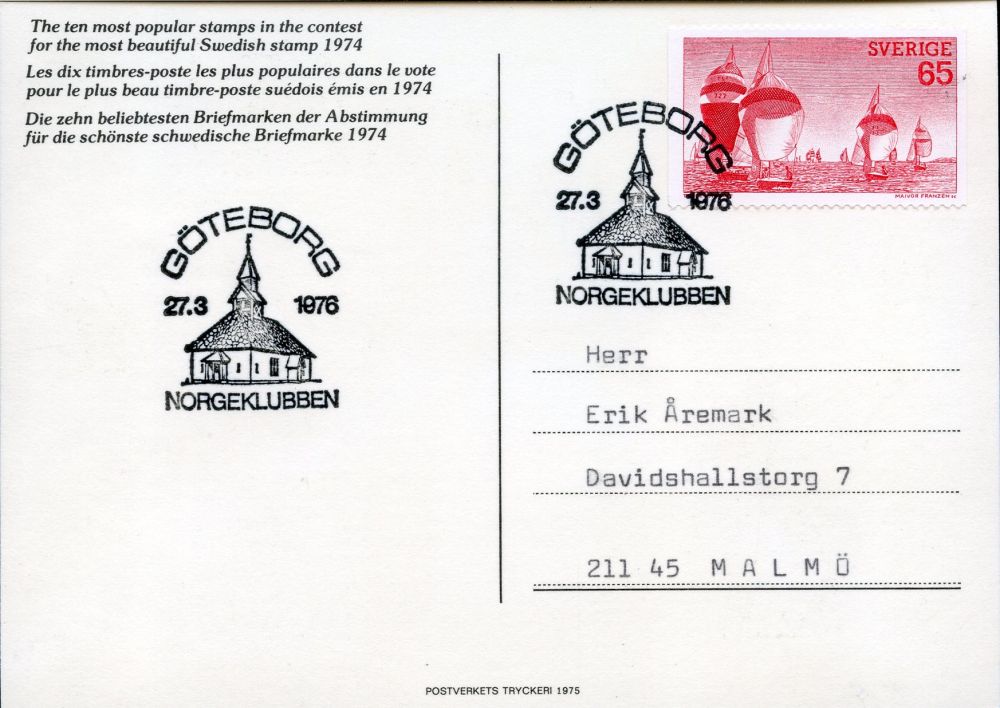 The ten most popular stamps in the contest
for the most beautiful Swedish stamp 1974
Les dix timbres-poste les plus populaires dans le vote
pour le plus beau timbre-poste suédois émis en 1974
Die zehn beliebtesten Briefmarken der Abstimmung
für die schönste schwedische Briefmarke 1974
GÖTEBORG
27.3 1976
NORGEKLUBBEN
SVERIGE
65
MAJVOR FRANZÉN
GÖTEBORG
27.3 1976
NORGEKLUBBEN
Herr
Erik Åremark
Davidshallstorg 7
211 45 M A L M Ö
POSTVERKETS TRYCKERI 1975